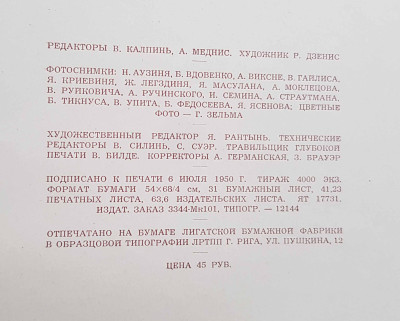 РЕДАКТОРЫ В. КАЛПИНЬ, А. МЕДНИС. ХУДОЖНИК Р. ДЗЕНИС
ФОТОСНИМКИ: Н. АУЗИНЯ, Б. ВДОВЕНКО, А. ВИКСНЕ, В. ГАЙЛИСА,
Я. КРИЕВИНЯ, Ж. ЛЕГЗДИНЯ, Я. МАСУЛАНА, А. МОКЛЕЦОВА,
В. РУЙКОВИЧА, А. РУЧИНСКОГО, Н. СЕМИНА, А. СТРАУТМАНА,
Б. ТИКНУСА, В. УПИТА, Б. ФЕДОСЕЕВА, Я. ЯСЕНОВА; ЦВЕТНЫЕ
ФОТО — Г. ЗЕЛЬМА
ХУДОЖЕСТВЕННЫЙ РЕДАКТОР Я. РАНТЫНЬ. ТЕХНИЧЕСКИЕ
РЕДАКТОРЫ В. СИЛИНЬ, С. СУЭР. ТРАВИЛЬЩИК ГЛУБОКОЙ
ПЕЧАТИ В. БИЛДЕ. КОРРЕКТОРЫ А. ГЕРМАНСКАЯ, З. БРАУЭР
ПОДПИСАНО К ПЕЧАТИ 6 ИЮЛЯ 1950 Г. ТИРАЖ 4000 ЭКЗ.
ФОРМАТ БУМАГИ 54×68/4 см, 31 БУМАЖНЫЙ ЛИСТ, 41,23
ПЕЧАТНЫХ ЛИСТА, 63,6 ИЗДАТЕЛЬСКИХ ЛИСТА. ЯТ 17731.
ИЗДАТ. ЗАКАЗ 3344-Мп101, ТИПОГР. — 12144
ОТПЕЧАТАНО НА БУМАГЕ ЛИГАТСКОЙ БУМАЖНОЙ ФАБРИКИ
В ОБРАЗЦОВОЙ ТИПОГРАФИИ ЛРТПП Г. РИГА, УЛ. ПУШКИНА, 12
ЦЕНА 45 РУБ.